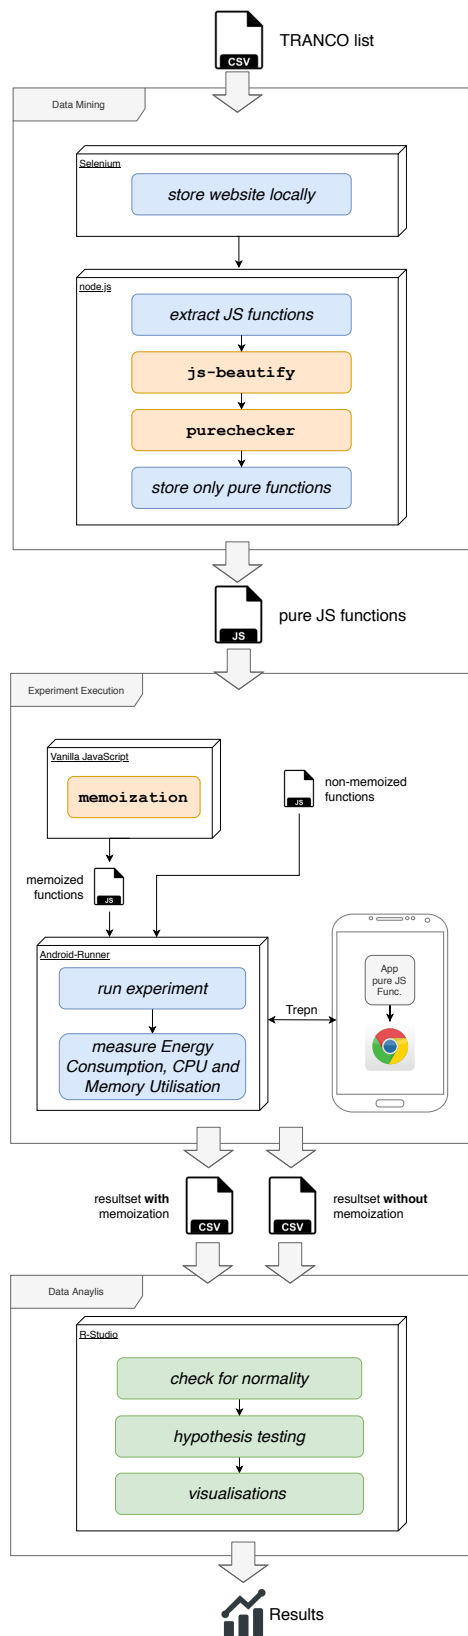 CSV
TRANCO list
Data Mining
Selenium
store website locally
node.js
extract JS functions
js-beautify
purechecker
store only pure functions
JS
pure JS functions
Experiment Execution
Vanilla JavaScript
memoization
JS
non-memoized
functions
memoized
functions
JS
Android-Runner
run experiment
measure Energy
Consumption, CPU and
Memory Utilisation
Trepn
App
pure JS
Func.
resultset with
memoization
CSV
CSV
resultset without
memoization
Data Anaylis
R-Studio
check for normality
hypothesis testing
visualisations
Results